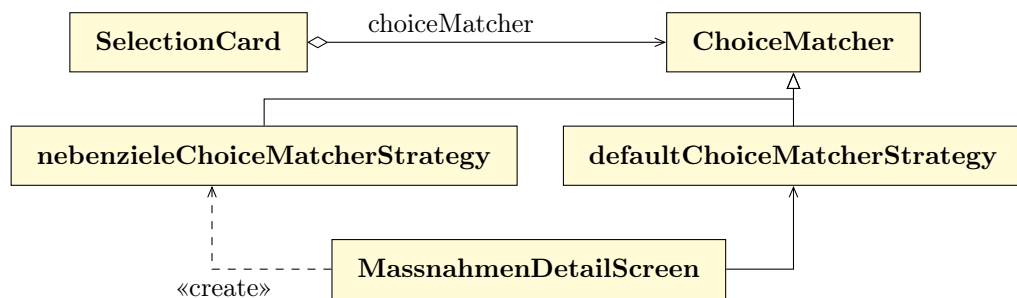 SelectionCard
choiceMatcher
ChoiceMatcher
nebenzieleChoiceMatcherStrategy
defaultChoiceMatcherStrategy
MassnahmenDetailScreen
«create»